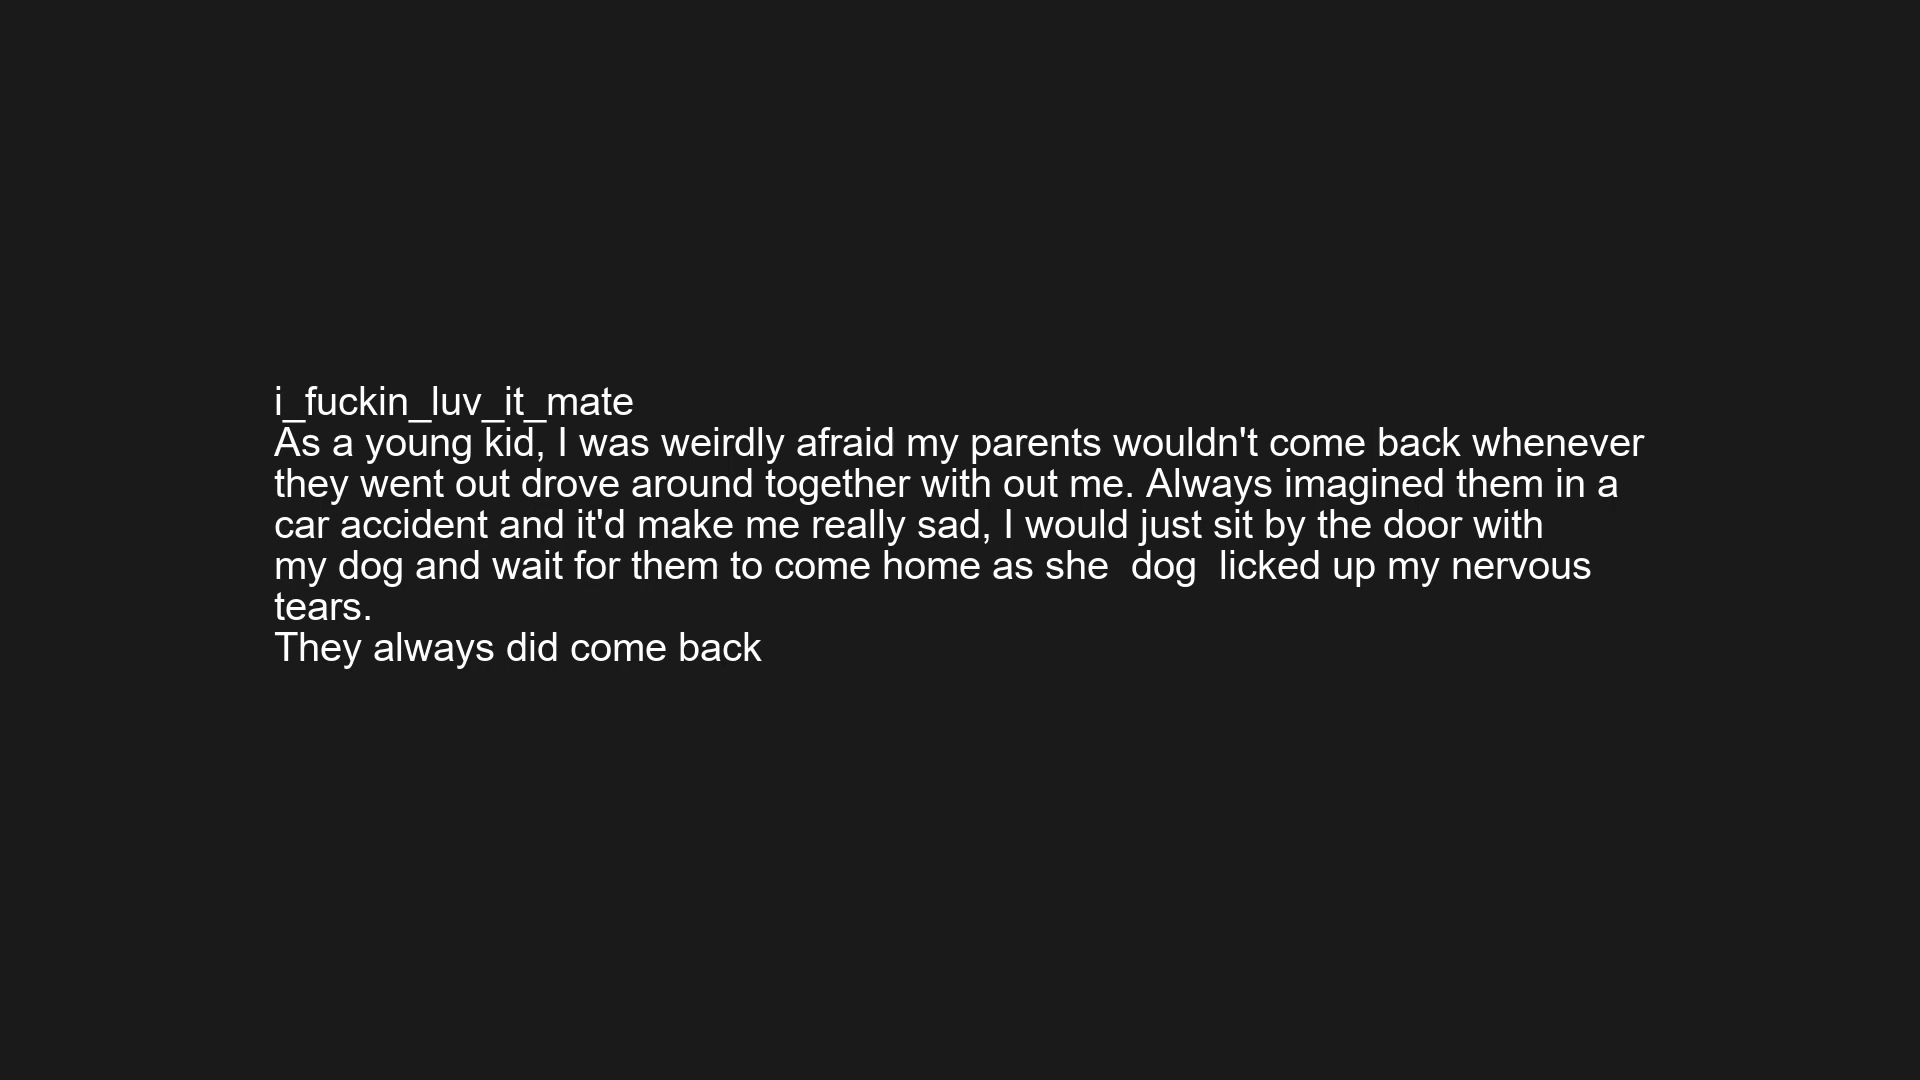 i_fuckin_luv_it_mate
As a young kid, I was weirdly afraid my parents wouldn't come back whenever
they went out drove around together with out me. Always imagined them in a
car accident and it'd make me really sad, I would just sit by the door with
my dog and wait for them to come home as she  dog  licked up my nervous
tears.
They always did come back